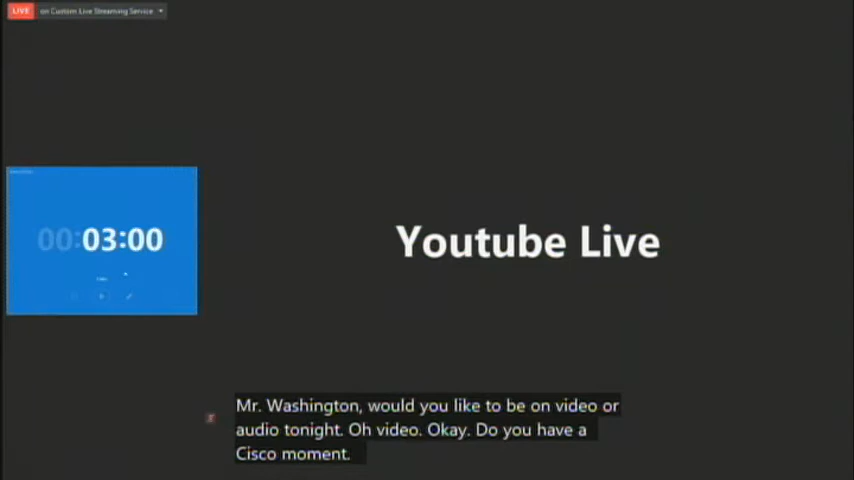 LIVE on Custom Live Streaming Service
00:03:00
Youtube Live
Mr. Washington, would you like to be on video or
audio tonight. Oh video. Okay. Do you have a
Cisco moment.